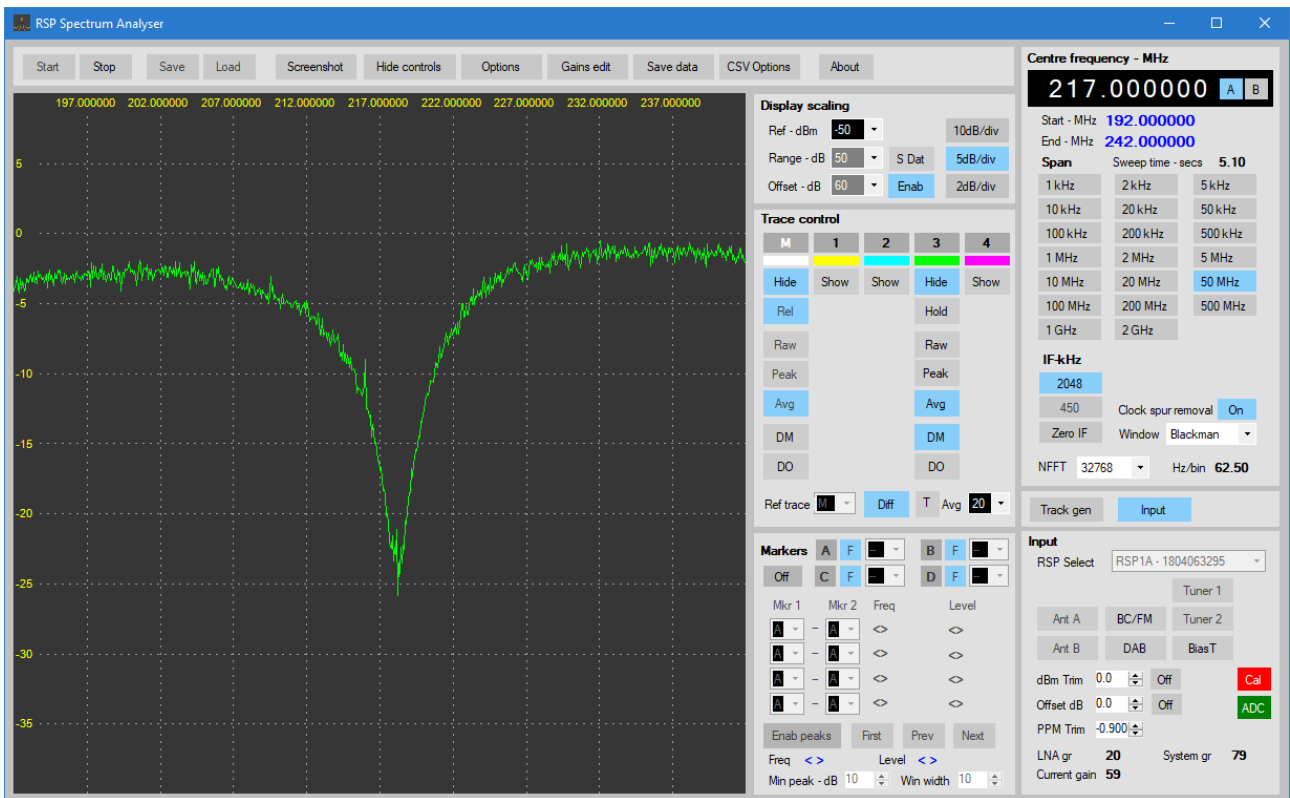 RSP Spectrum Analyser
Start Stop Save Load Screenshot Hide controls Options Gains edit Save data CSV Options About
197.000000 202.000000 207.000000 212.000000 217.000000 222.000000 227.000000 232.000000 237.000000
5
0
-5
-10
-15
-20
-25
-30
-35
Display scaling
Ref - dBm -50 10dB/div
Range - dB 50 S Dat 5dB/div
Offset - dB 60 Enab 2dB/div
Trace control
M 1 2 3 4
Hide Show Show Hide Show
Rel Hold
Raw Raw
Peak Peak
Avg Avg
DM DM
DO DO
Ref trace M Diff T Avg 20
Markers A F -- B F --
Off C F -- D F --
Mkr 1 Mkr 2 Freq Level
A - A <> <>
A - A <> <>
A - A <> <>
A - A <> <>
Enab peaks First Prev Next
Freq < > Level < >
Min peak - dB 10 Win width 10
Centre frequency - MHz
217.000000 A B
Start - MHz 192.000000
End - MHz 242.000000
Span Sweep time - secs 5.10
1 kHz 2 kHz 5 kHz
10 kHz 20 kHz 50 kHz
100 kHz 200 kHz 500 kHz
1 MHz 2 MHz 5 MHz
10 MHz 20 MHz 50 MHz
100 MHz 200 MHz 500 MHz
1 GHz 2 GHz
IF-kHz
2048
450 Clock spur removal On
Zero IF Window Blackman
NFFT 32768 Hz/bin 62.50
Track gen Input
Input
RSP Select RSP1A - 1804063295
Tuner 1
Ant A BC/FM Tuner 2
Ant B DAB BiasT
dBm Trim 0.0 Off Cal
Offset dB 0.0 Off ADC
PPM Trim -0.900
LNA gr 20 System gr 79
Current gain 59